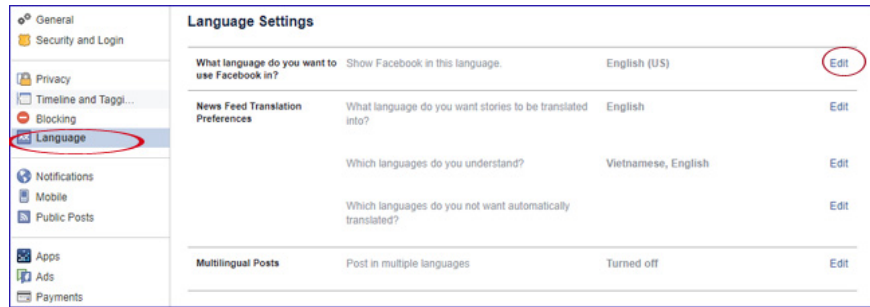 General
Security and Login
Privacy
Timeline and Taggi...
Blocking
Language
Notifications
Mobile
Public Posts
Apps
Ads
Payments
Language Settings
What language do you want to
use Facebook in?
Show Facebook in this language.
English (US)
Edit
News Feed Translation
Preferences
What language do you want stories to be translated
into?
English
Edit
Which languages do you understand?
Vietnamese, English
Edit
Which languages do you not want automatically
translated?
Edit
Multilingual Posts
Post in multiple languages
Turned off
Edit